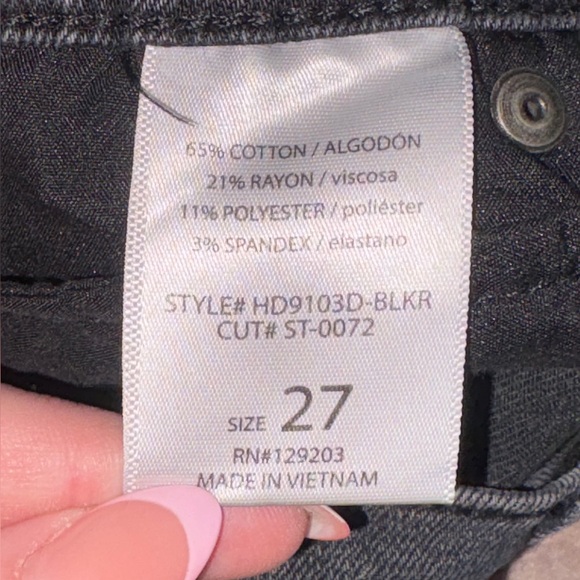 65% COTTON / ALGODÓN
21% RAYON / viscosa
11% POLYESTER / poliéster
3% SPANDEX / elastano
STYLE# HD9103D-BLKR
CUT# ST-0072
SIZE 27
RN#129203
MADE IN VIETNAM